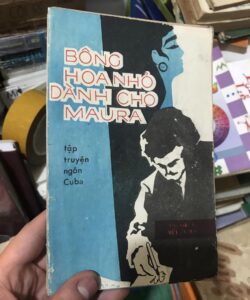 BÔNG
HOA NHỎ
DÀNH CHO
MAURA
tập
truyện
ngắn
Cuba